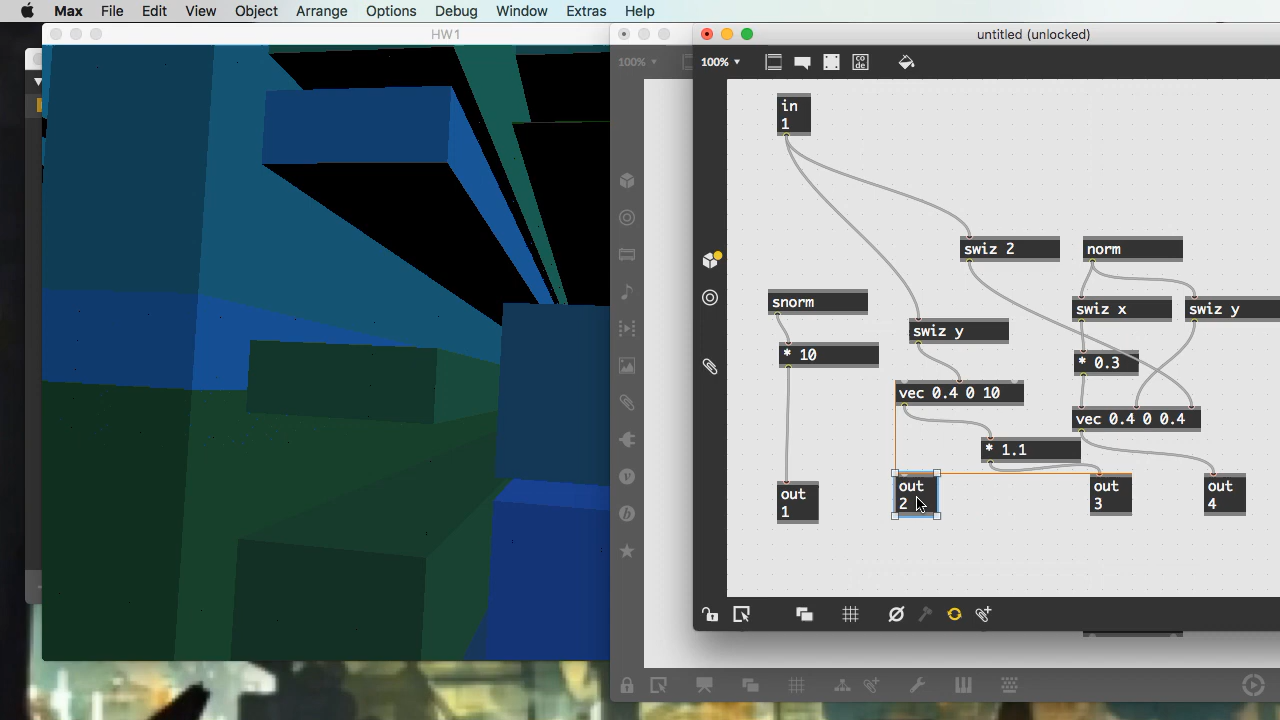 Max File Edit View Object Arrange Options Debug Window Extras Help
HW1
untitled (unlocked)
100%
100%
co
de
in
1
swiz 2
norm
snorm
swiz x
swiz y
swiz y
* 10
* 0.3
vec 0.4 0 10
vec 0.4 0 0.4
* 1.1
out
1
out
2
out
3
out
4